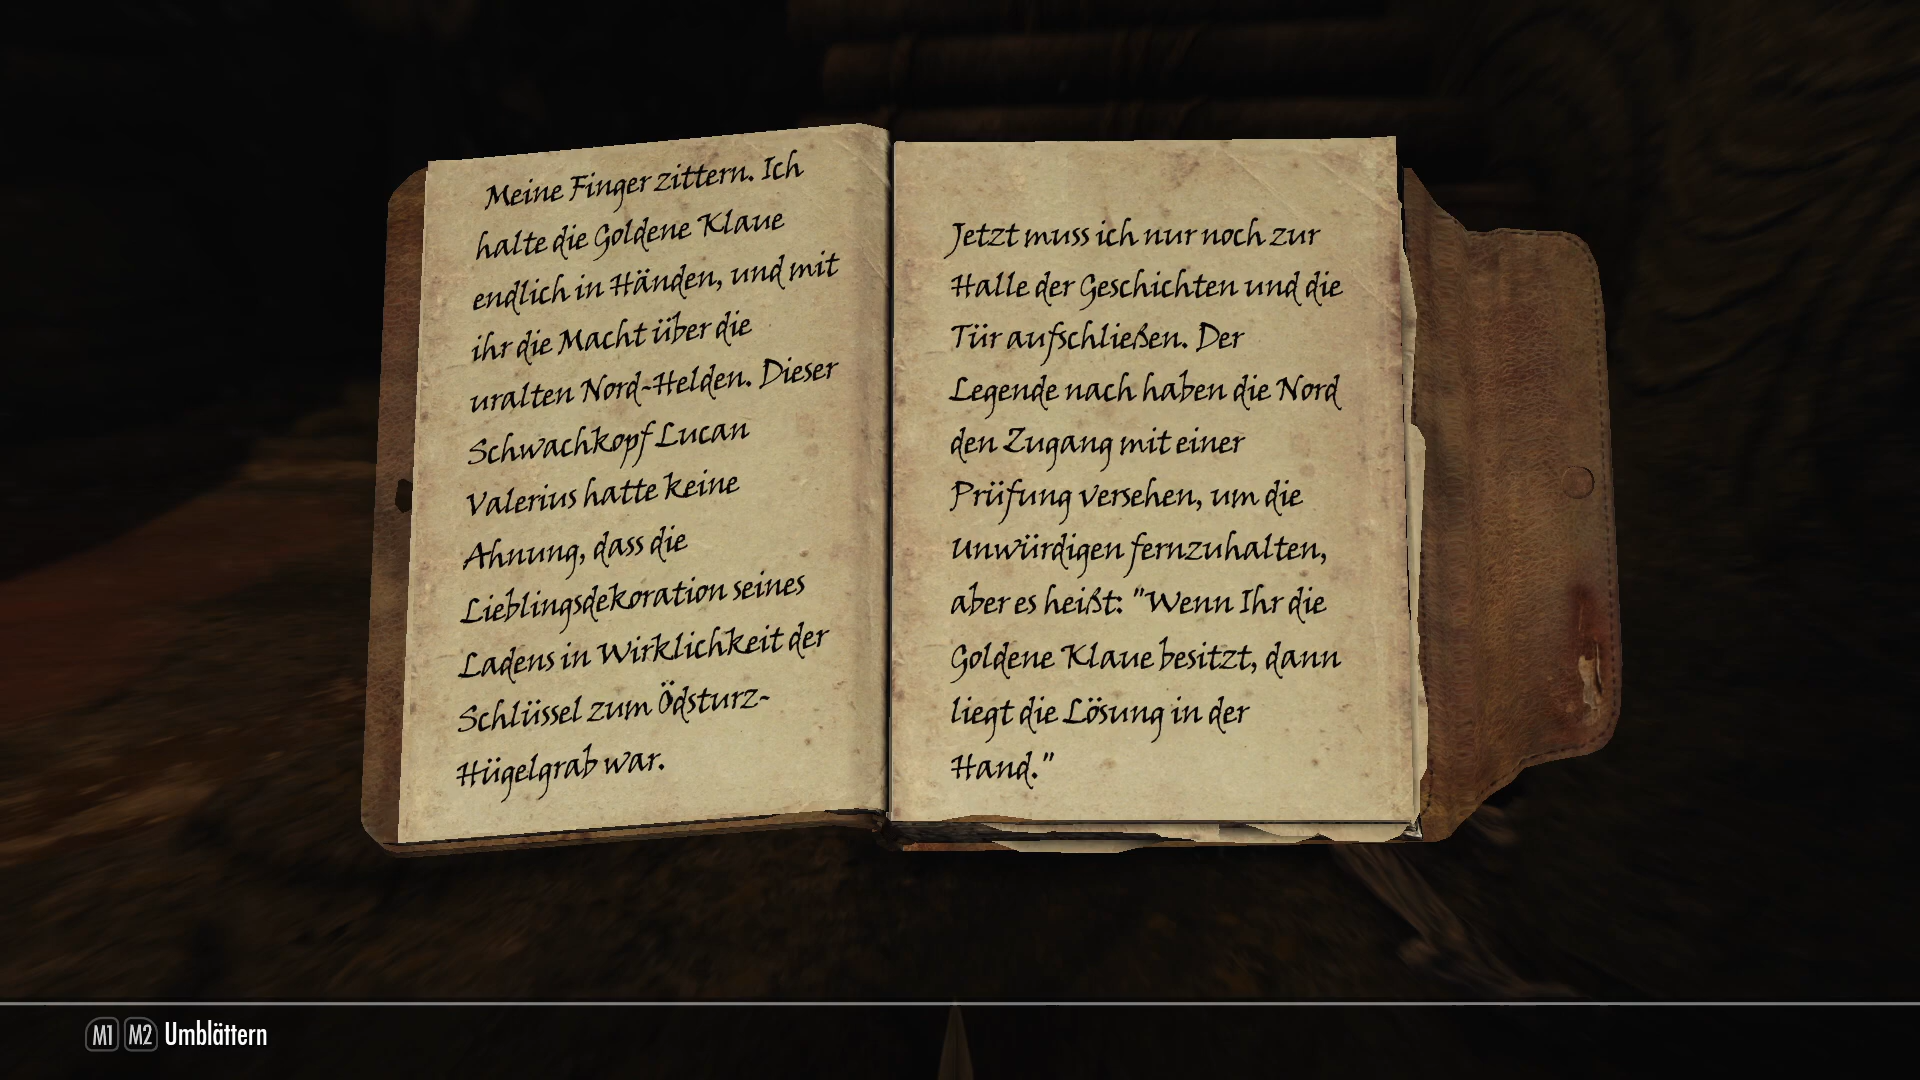 Meine Finger zittern. Ich
halte die Goldene Klaue
endlich in Händen, und mit
ihr die Macht über die
uralten Nord-Helden. Dieser
Schwachkopf Lucan
Valerius hatte keine
Ahnung, dass die
Lieblingsdekoration seines
Ladens in Wirklichkeit der
Schlüssel zum Ödsturz-
Hügelgrab war.
Jetzt muss ich nur noch zur
Halle der Geschichten und die
Tür aufschließen. Der
Legende nach haben die Nord
den Zugang mit einer
Prüfung versehen, um die
Unwürdigen fernzuhalten,
aber es heißt: "Wenn Ihr die
Goldene Klaue besitzt, dann
liegt die Lösung in der
Hand."
M1 M2 Umblättern